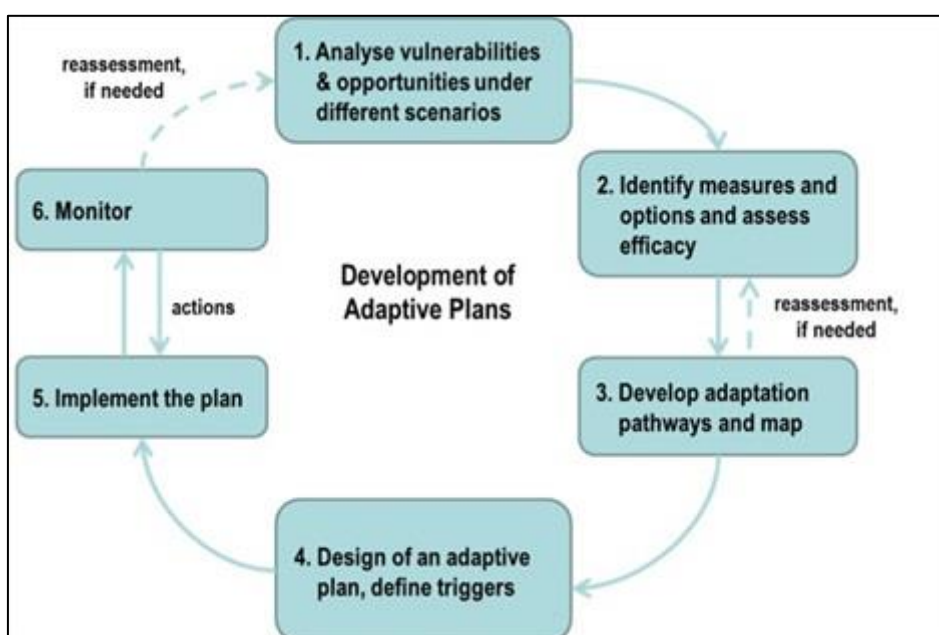 1. Analyse vulnerabilities
& opportunities under
different scenarios
reassessment,
if needed
2. Identify measures and
options and assess
efficacy
6. Monitor
Development of
Adaptive Plans
actions
reassessment,
if needed
3. Develop adaptation
pathways and map
5. Implement the plan
4. Design of an adaptive
plan, define triggers